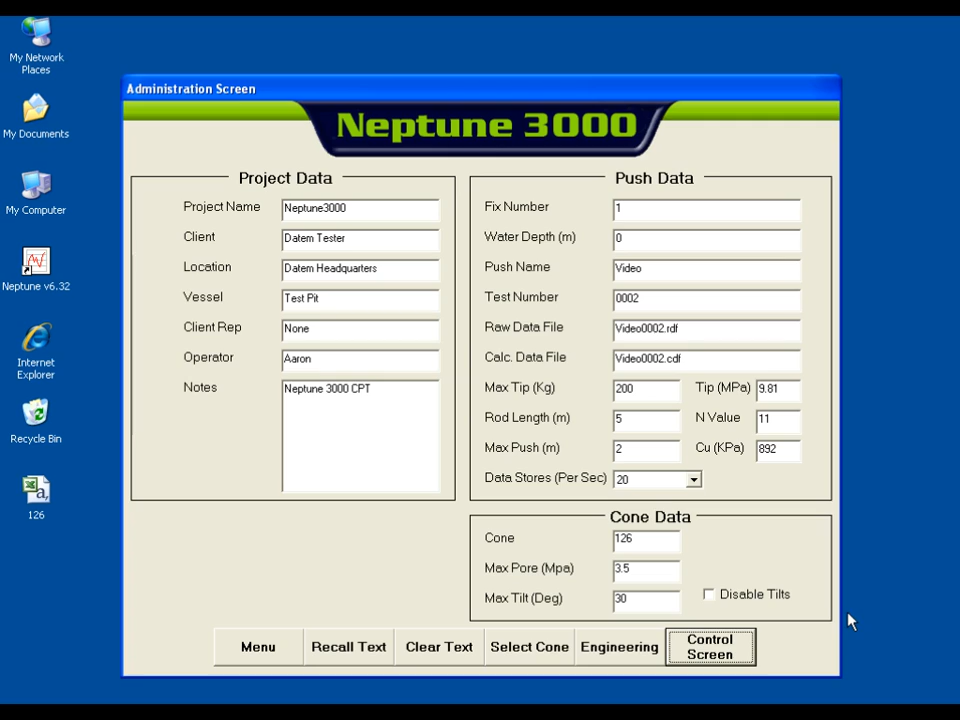 My Network
Places
My Documents
My Computer
Neptune v6.32
Internet
Explorer
Recycle Bin
126
Administration Screen
Neptune 3000
Project Data
Project Name Neptune3000
Client Datem Tester
Location Datem Headquarters
Vessel Test Pit
Client Rep None
Operator Aaron
Notes Neptune 3000 CPT
Push Data
Fix Number 1
Water Depth (m) 0
Push Name Video
Test Number 0002
Raw Data File Video0002.rdf
Calc. Data File Video0002.cdf
Max Tip (Kg) 200 Tip (MPa) 9.81
Rod Length (m) 5 N Value 11
Max Push (m) 2 Cu (KPa) 892
Data Stores (Per Sec) 20
Cone Data
Cone 126
Max Pore (Mpa) 3.5
Max Tilt (Deg) 30 Disable Tilts
Menu Recall Text Clear Text Select Cone Engineering Control
Screen